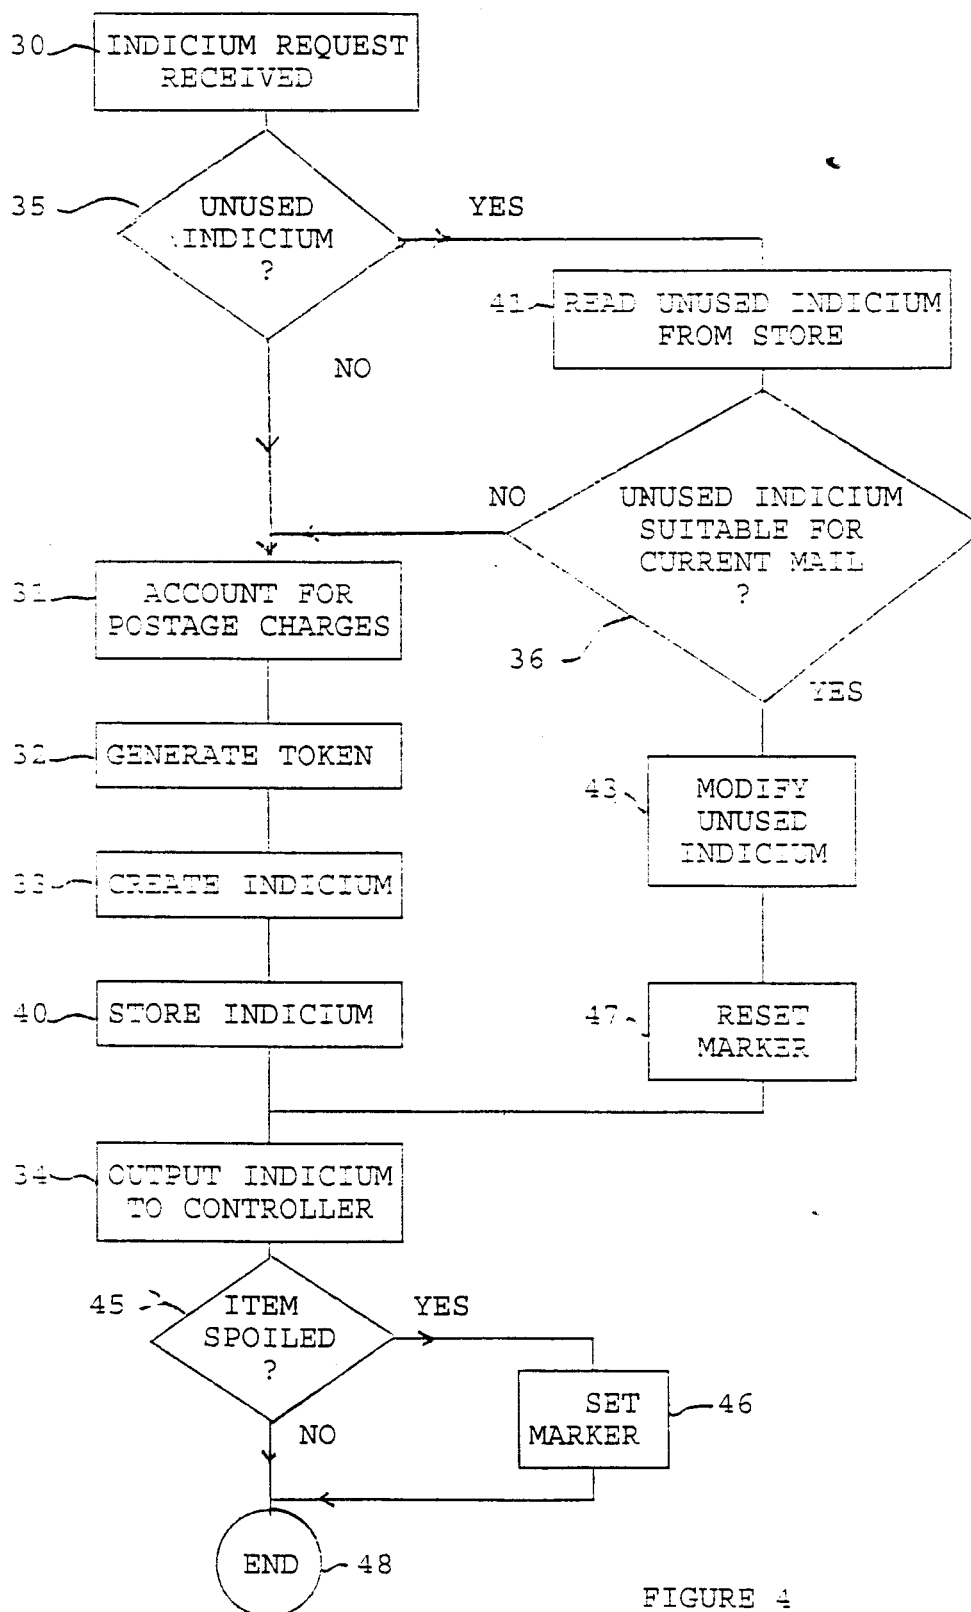 30
INDICIUM REQUEST
RECEIVED
35
UNUSED
INDICIUM
?
YES
NO
41
READ UNUSED INDICIUM
FROM STORE
NO
UNUSED INDICIUM
SUITABLE FOR
CURRENT MAIL
?
36
YES
31
ACCOUNT FOR
POSTAGE CHARGES
32
GENERATE TOKEN
43
MODIFY
UNUSED
INDICIUM
33
CREATE INDICIUM
40
STORE INDICIUM
47
RESET
MARKER
34
OUTPUT INDICIUM
TO CONTROLLER
45
ITEM
SPOILED
?
YES
NO
SET
MARKER
46
END
48
FIGURE 4